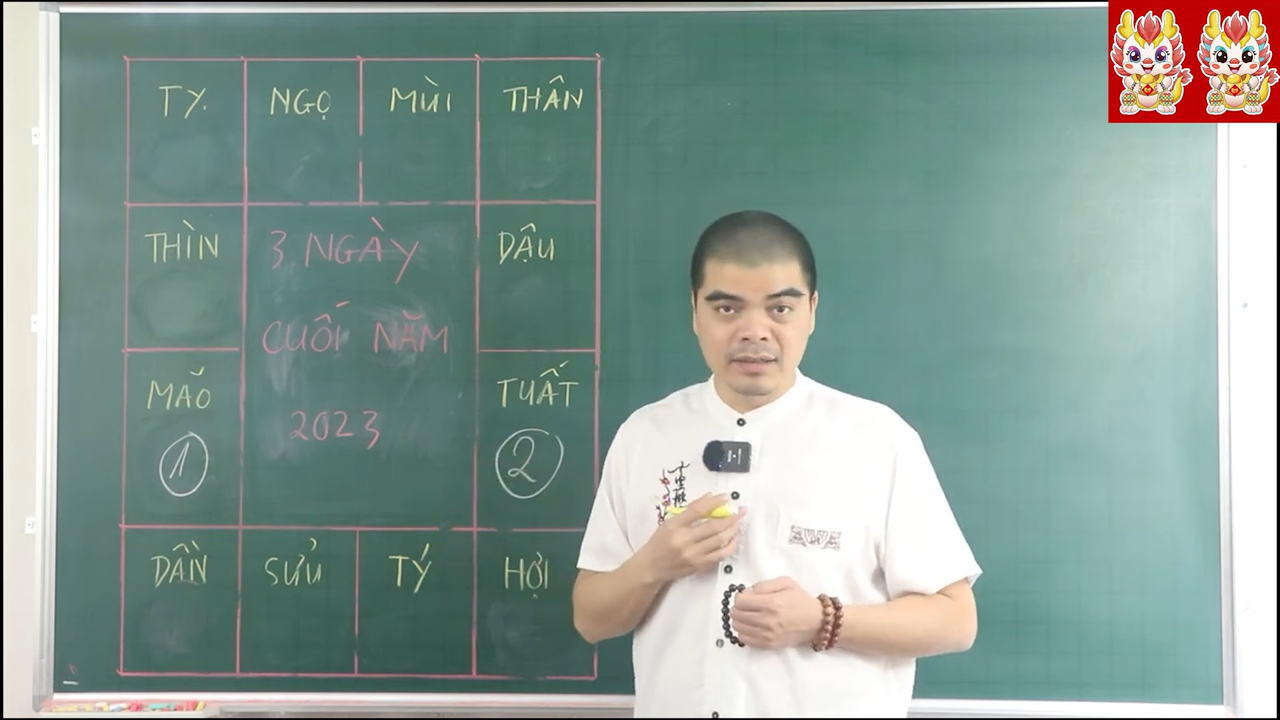 TỴ.
NGỌ
MÙI
THÂN
THÌN
3 NGÀY
DẬU
CUỐI NĂM
MÃO
TUẤT
2023
1
2
DẦN
SỬU
TÝ
HỢI